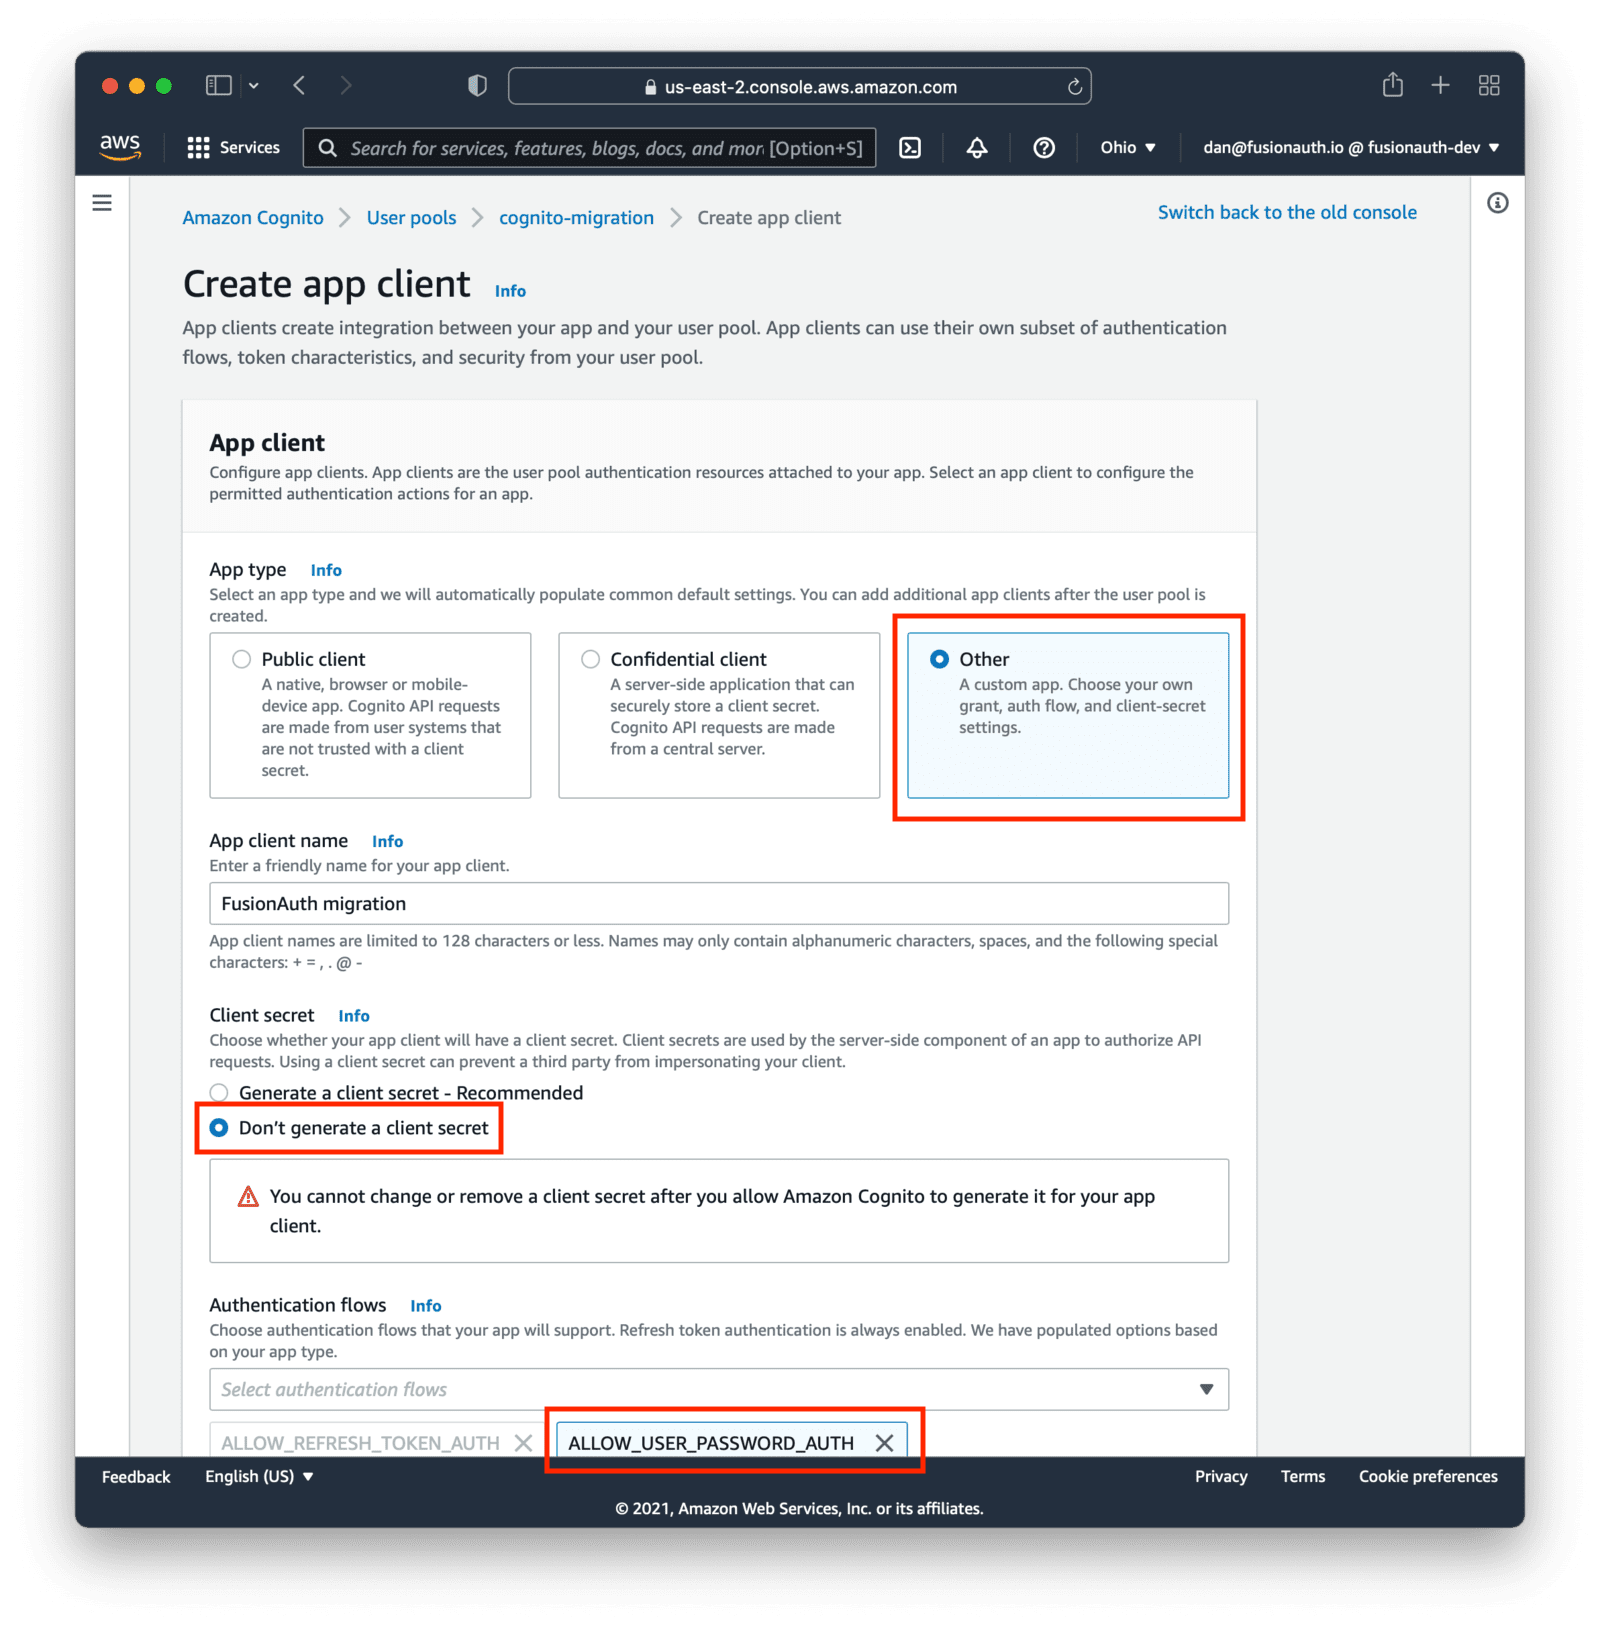 us-east-2.console.aws.amazon.com
aws
Services
Search for services, features, blogs, docs, and mor [Option+S]
Ohio ▼
dan@fusionauth.io @ fusionauth-dev ▼
Amazon Cognito > User pools > cognito-migration > Create app client
Switch back to the old console
Create app client Info
App clients create integration between your app and your user pool. App clients can use their own subset of authentication
flows, token characteristics, and security from your user pool.
App client
Configure app clients. App clients are the user pool authentication resources attached to your app. Select an app client to configure the
permitted authentication actions for an app.
App type Info
Select an app type and we will automatically populate common default settings. You can add additional app clients after the user pool is
created.
Public client
A native, browser or mobile-
device app. Cognito API requests
are made from user systems that
are not trusted with a client
secret.
Confidential client
A server-side application that can
securely store a client secret.
Cognito API requests are made
from a central server.
Other
A custom app. Choose your own
grant, auth flow, and client-secret
settings.
App client name Info
Enter a friendly name for your app client.
FusionAuth migration
App client names are limited to 128 characters or less. Names may only contain alphanumeric characters, spaces, and the following special
characters: + = , . @ -
Client secret Info
Choose whether your app client will have a client secret. Client secrets are used by the server-side component of an app to authorize API
requests. Using a client secret can prevent a third party from impersonating your client.
Generate a client secret - Recommended
Don't generate a client secret
You cannot change or remove a client secret after you allow Amazon Cognito to generate it for your app
client.
Authentication flows Info
Choose authentication flows that your app will support. Refresh token authentication is always enabled. We have populated options based
on your app type.
Select authentication flows
ALLOW_REFRESH_TOKEN_AUTH
ALLOW_USER_PASSWORD_AUTH
Feedback
English (US) ▼
Privacy
Terms
Cookie preferences
© 2021, Amazon Web Services, Inc. or its affiliates.